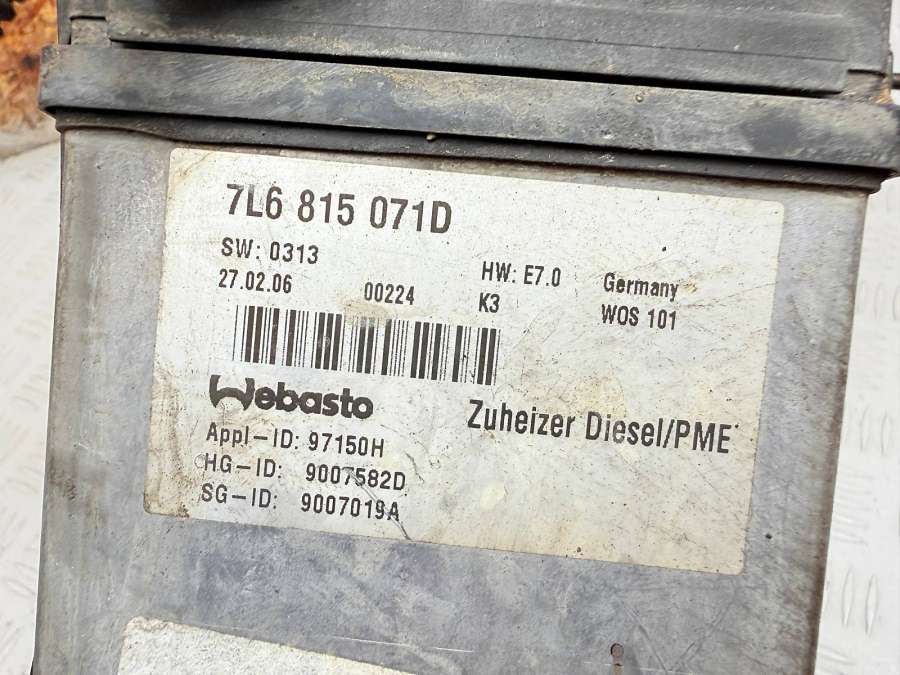 7L6 815 071D
SW: 0313
HW: E7.0 Germany
27.02.06 00224 K3 WOS 101
Webasto
Zuheizer Diesel/PME
Appl-ID: 97150H
HG-ID: 9007582D
SG-ID: 9007019A